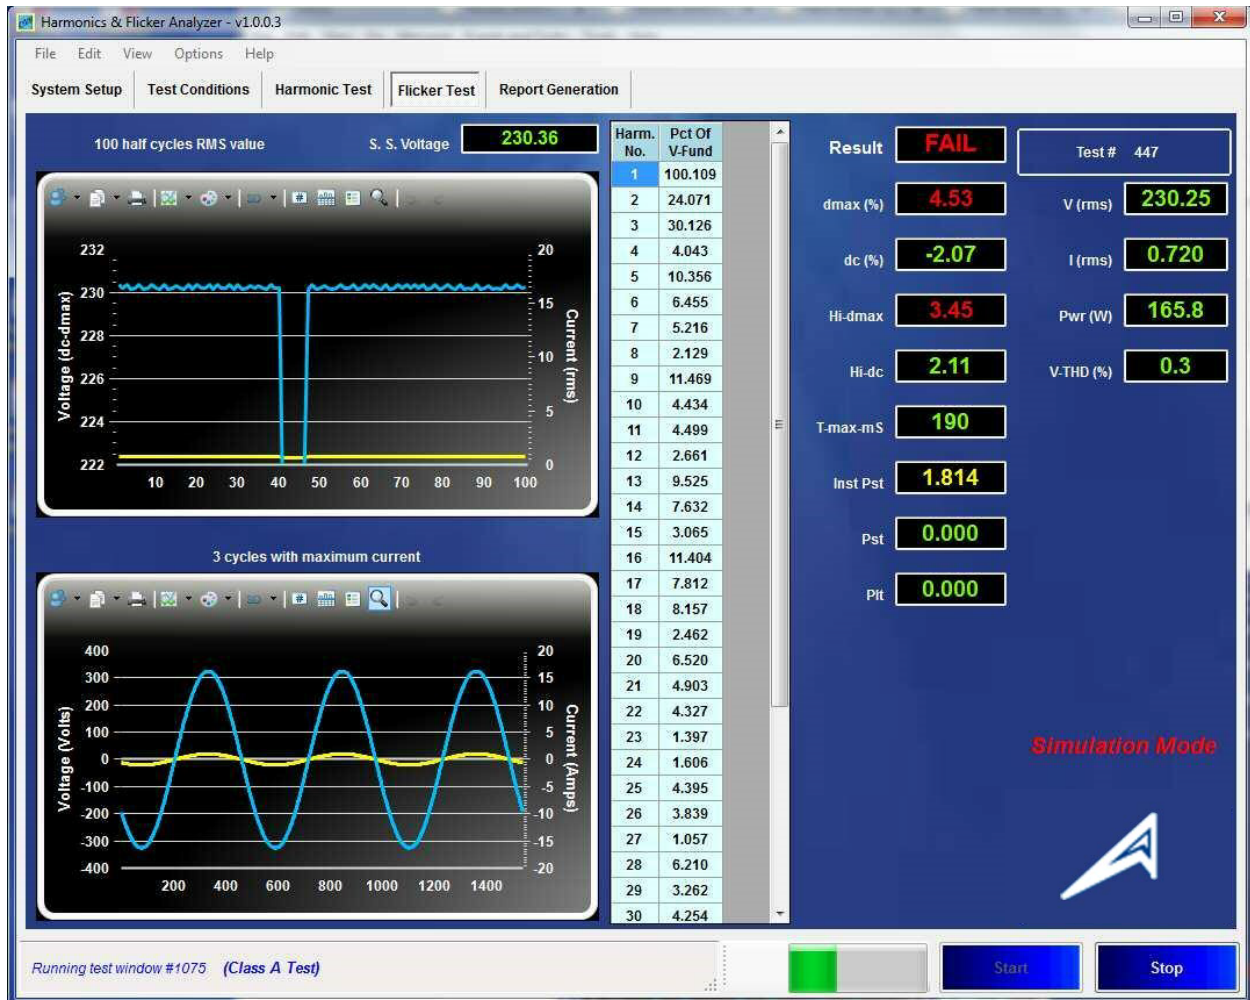 Harmonics & Flicker Analyzer - v1.0.0.3
File Edit View Options Help
System Setup Test Conditions Harmonic Test Flicker Test Report Generation
100 half cycles RMS value S. S. Voltage 230.36
232
230
228
226
224
222
Voltage (dc-dmax)
20
15
10
5
0
Current (rms)
10 20 30 40 50 60 70 80 90 100
3 cycles with maximum current
400
300
200
100
0
-100
-200
-300
-400
Voltage (Volts)
20
15
10
5
0
-5
-10
-15
-20
Current (Amps)
200 400 600 800 1000 1200 1400
Harm. No. Pct Of V-Fund
1 100.109
2 24.071
3 30.126
4 4.043
5 10.356
6 6.455
7 5.216
8 2.129
9 11.469
10 4.434
11 4.499
12 2.661
13 9.525
14 7.632
15 3.065
16 11.404
17 7.812
18 8.157
19 2.462
20 6.520
21 4.903
22 4.327
23 1.397
24 1.606
25 4.395
26 3.839
27 1.057
28 6.210
29 3.262
30 4.254
Result FAIL
dmax (%) 4.53
dc (%) -2.07
Hi-dmax 3.45
Hi-dc 2.11
T-max-mS 190
Inst Pst 1.814
Pst 0.000
Plt 0.000
Test # 447
V (rms) 230.25
I (rms) 0.720
Pwr (W) 165.8
V-THD (%) 0.3
Simulation Mode
Running test window #1075 (Class A Test)
Start Stop